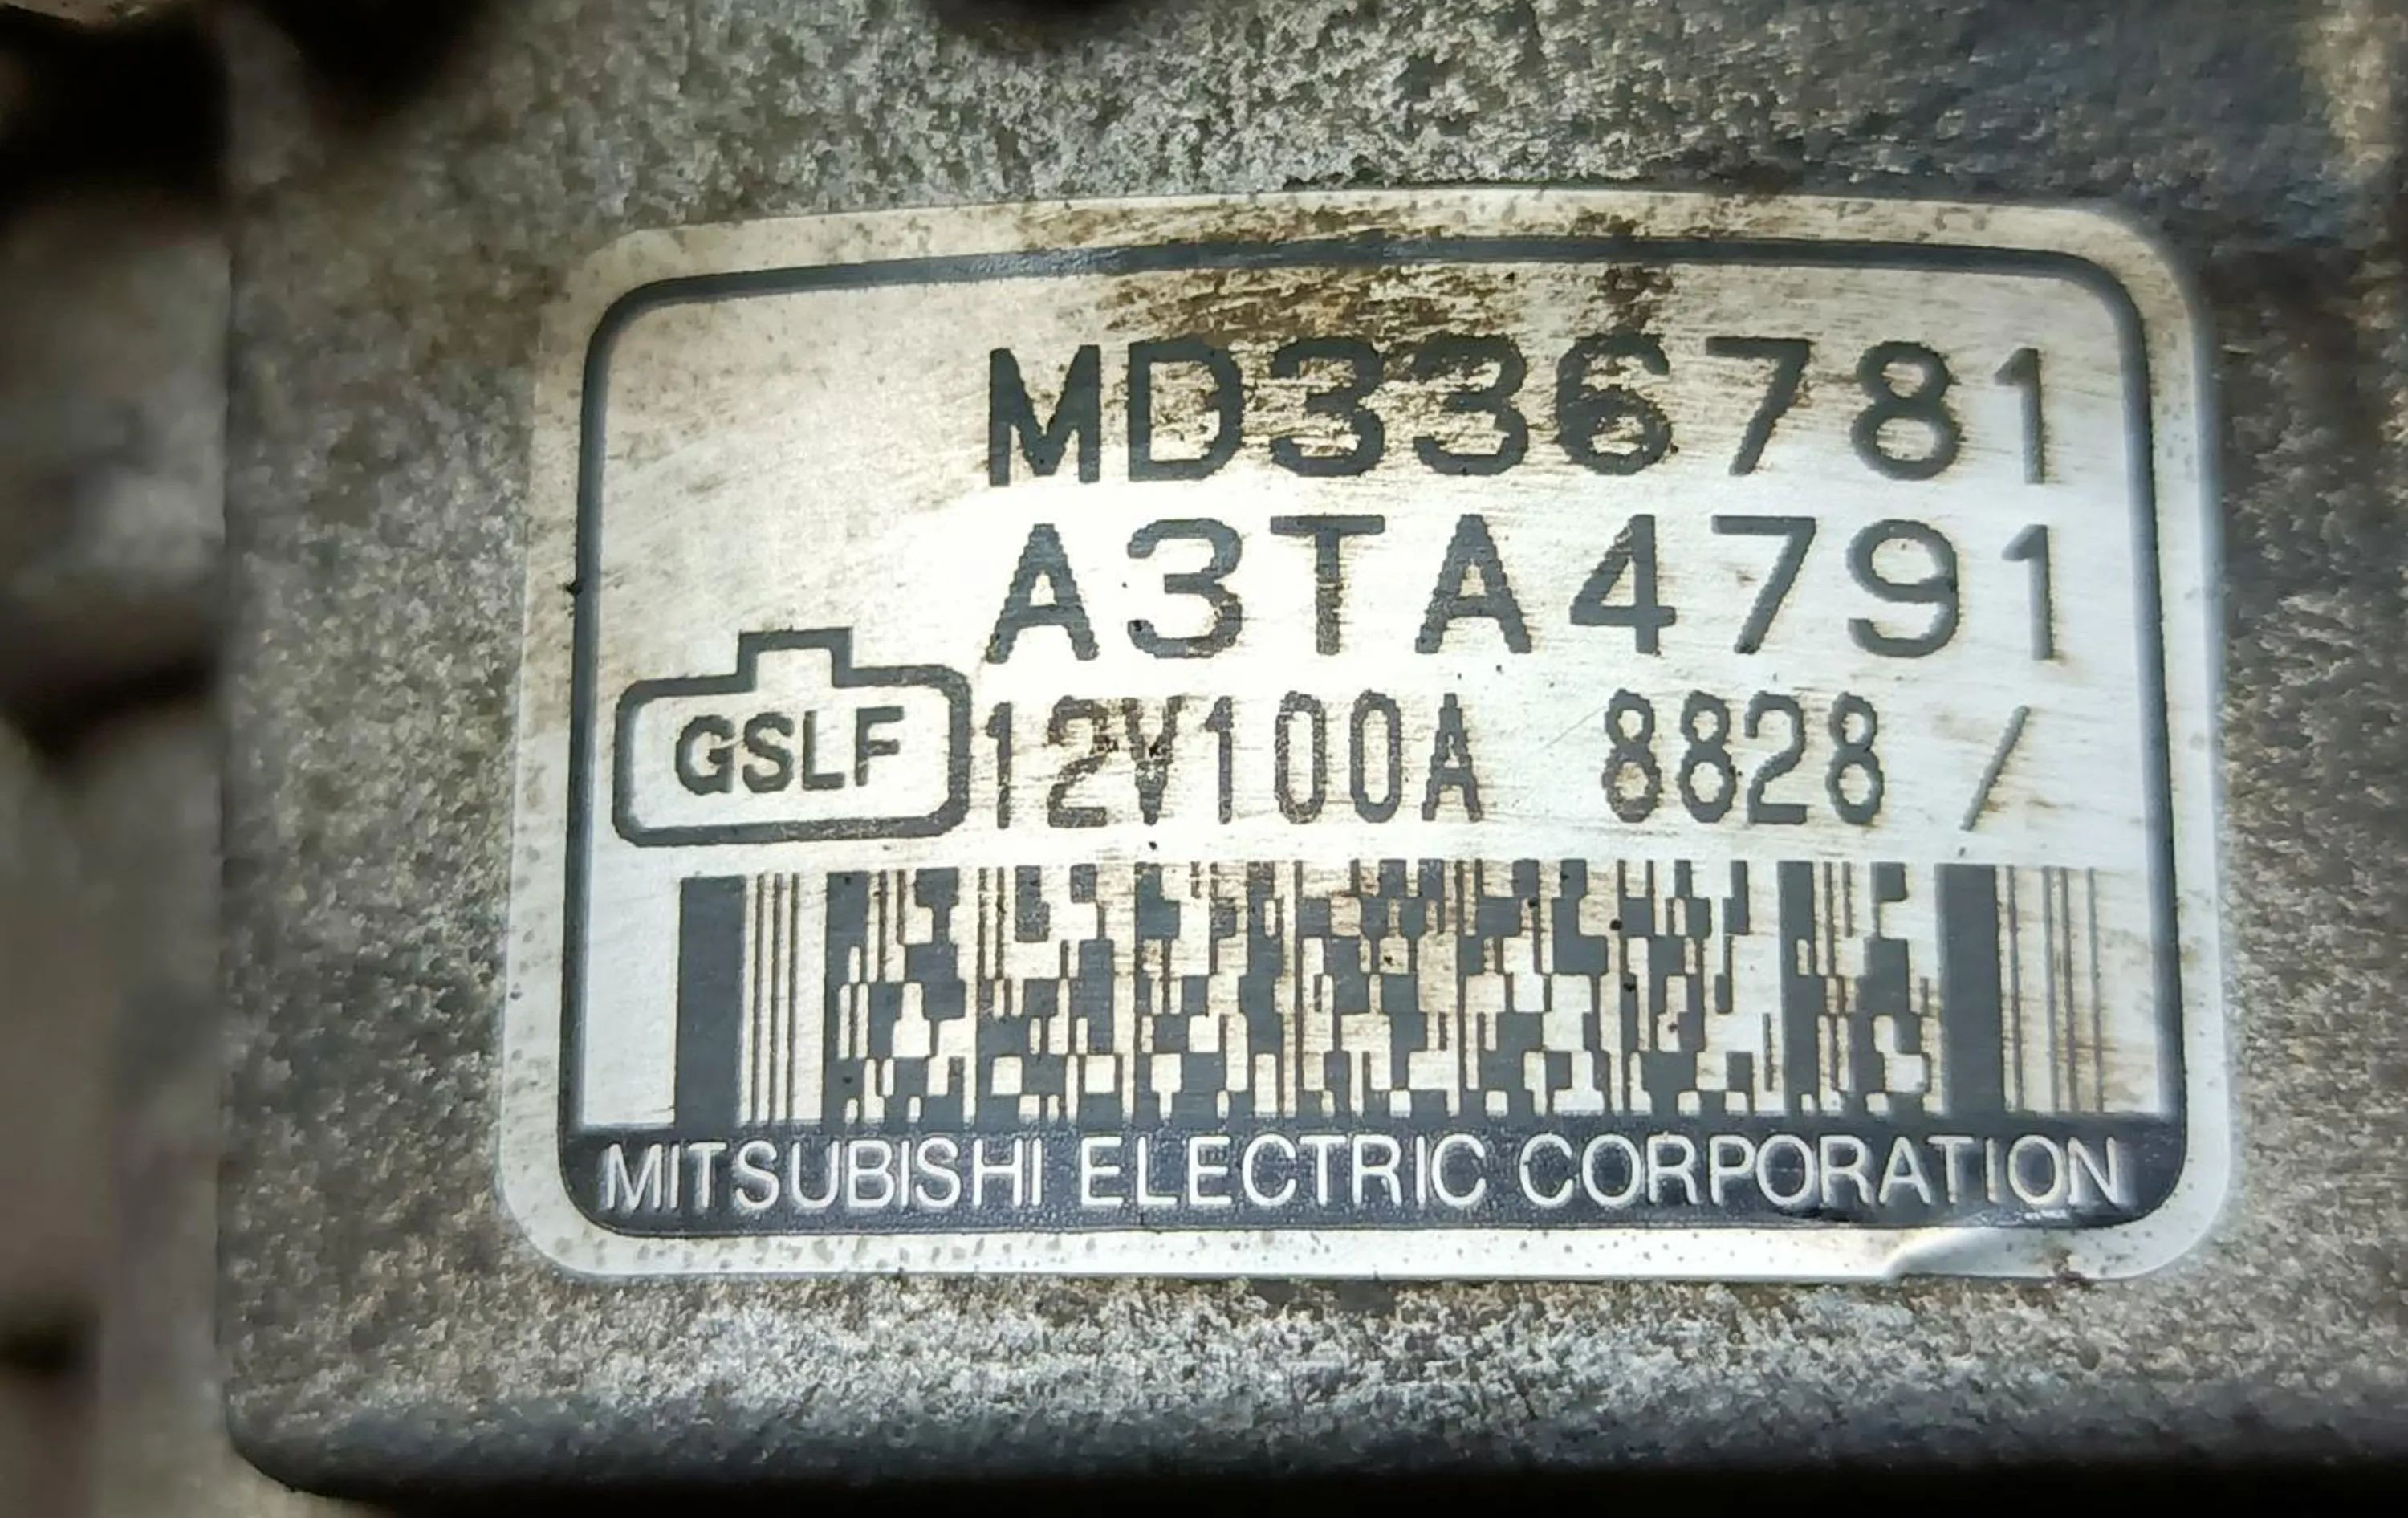 MD336781
A3TA4791
GSLF 12V100A 8828 /
MITSUBISHI ELECTRIC CORPORATION